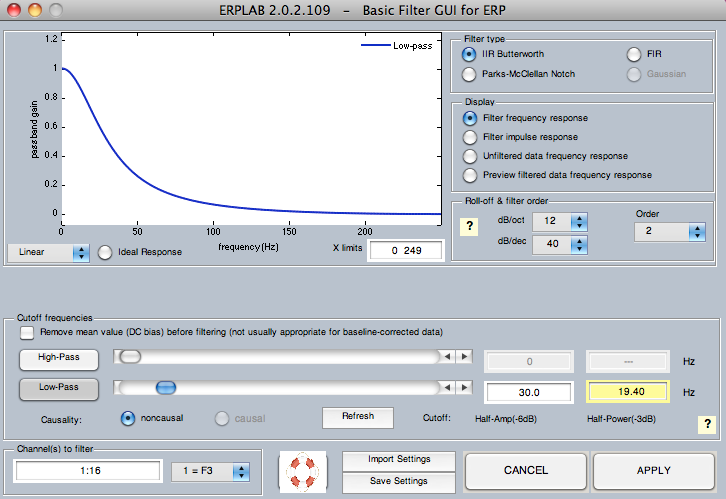 ERPLAB 2.0.2.109 - Basic Filter GUI for ERP
Filter type
IIR Butterworth
FIR
Parks-McClellan Notch
Gaussian
Display
Filter frequency response
Filter impulse response
Unfiltered data frequency response
Preview filtered data frequency response
Roll-off & filter order
?
dB/oct
12
dB/dec
40
Order
2
Low-pass
1.2
1
0.8
0.6
0.4
0.2
0
pass band gain
0
50
100
150
200
frequency (Hz)
Linear
Ideal Response
X limits
0 249
Cutoff frequencies
Remove mean value (DC bias) before filtering (not usually appropriate for baseline-corrected data)
High-Pass
0
---
Hz
Low-Pass
30.0
19.40
Hz
Causality:
noncausal
causal
Refresh
Cutoff:
Half-Amp(-6dB)
Half-Power(-3dB)
?
Channel(s) to filter
1:16
1 = F3
Import Settings
Save Settings
CANCEL
APPLY